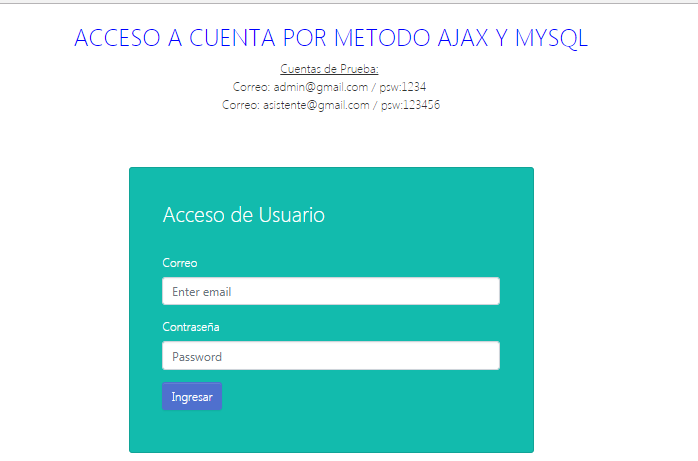 ACCESO A CUENTA POR METODO AJAX Y MYSQL
Cuentas de Prueba:
Correo: admin@gmail.com / psw:1234
Correo: asistente@gmail.com / psw:123456
Acceso de Usuario
Correo
Enter email
Contraseña
Password
Ingresar